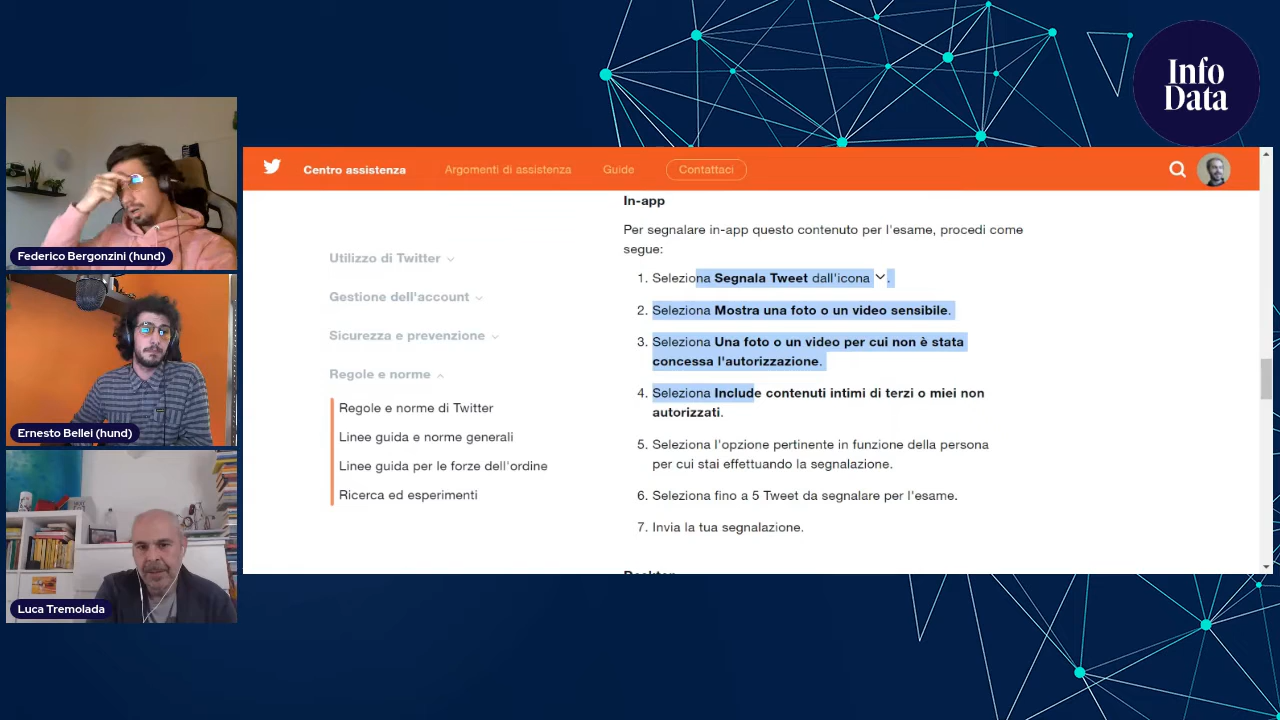 Info
Data
Centro assistenza
Argomenti di assistenza
Guide
Contattaci
Federico Bergonzini (hund)
Ernesto Bellei (hund)
Luca Tremolada
Utilizzo di Twitter
Gestione dell'account
Sicurezza e prevenzione
Regole e norme
Regole e norme di Twitter
Linee guida e norme generali
Linee guida per le forze dell'ordine
Ricerca ed esperimenti
In-app
Per segnalare in-app questo contenuto per l'esame, procedi come
segue:
1. Seleziona Segnala Tweet dall'icona .
2. Seleziona Mostra una foto o un video sensibile.
3. Seleziona Una foto o un video per cui non è stata
concessa l'autorizzazione.
4. Seleziona Include contenuti intimi di terzi o miei non
autorizzati.
5. Seleziona l'opzione pertinente in funzione della persona
per cui stai effettuando la segnalazione.
6. Seleziona fino a 5 Tweet da segnalare per l'esame.
7. Invia la tua segnalazione.